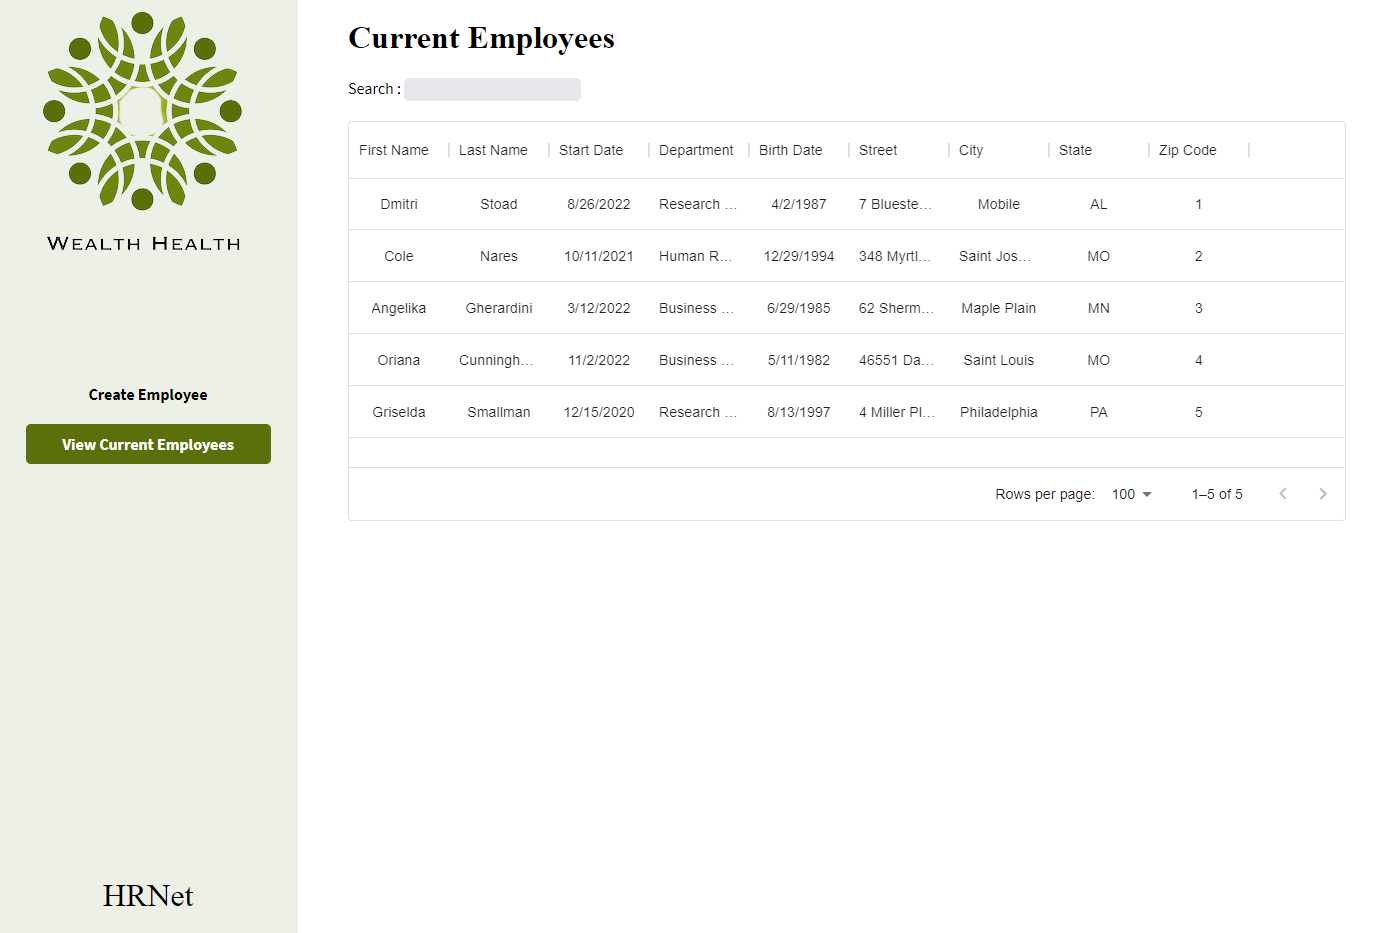 WEALTH HEALTH
Create Employee
View Current Employees
HRNet
Current Employees
Search :
First Name Last Name Start Date Department Birth Date Street City State Zip Code
Dmitri Stoad 8/26/2022 Research ... 4/2/1987 7 Blueste... Mobile AL 1
Cole Nares 10/11/2021 Human R... 12/29/1994 348 Myrtl... Saint Jos... MO 2
Angelika Gherardini 3/12/2022 Business ... 6/29/1985 62 Sherm... Maple Plain MN 3
Oriana Cunningh... 11/2/2022 Business ... 5/11/1982 46551 Da... Saint Louis MO 4
Griselda Smallman 12/15/2020 Research ... 8/13/1997 4 Miller Pl... Philadelphia PA 5
Rows per page: 100 1–5 of 5